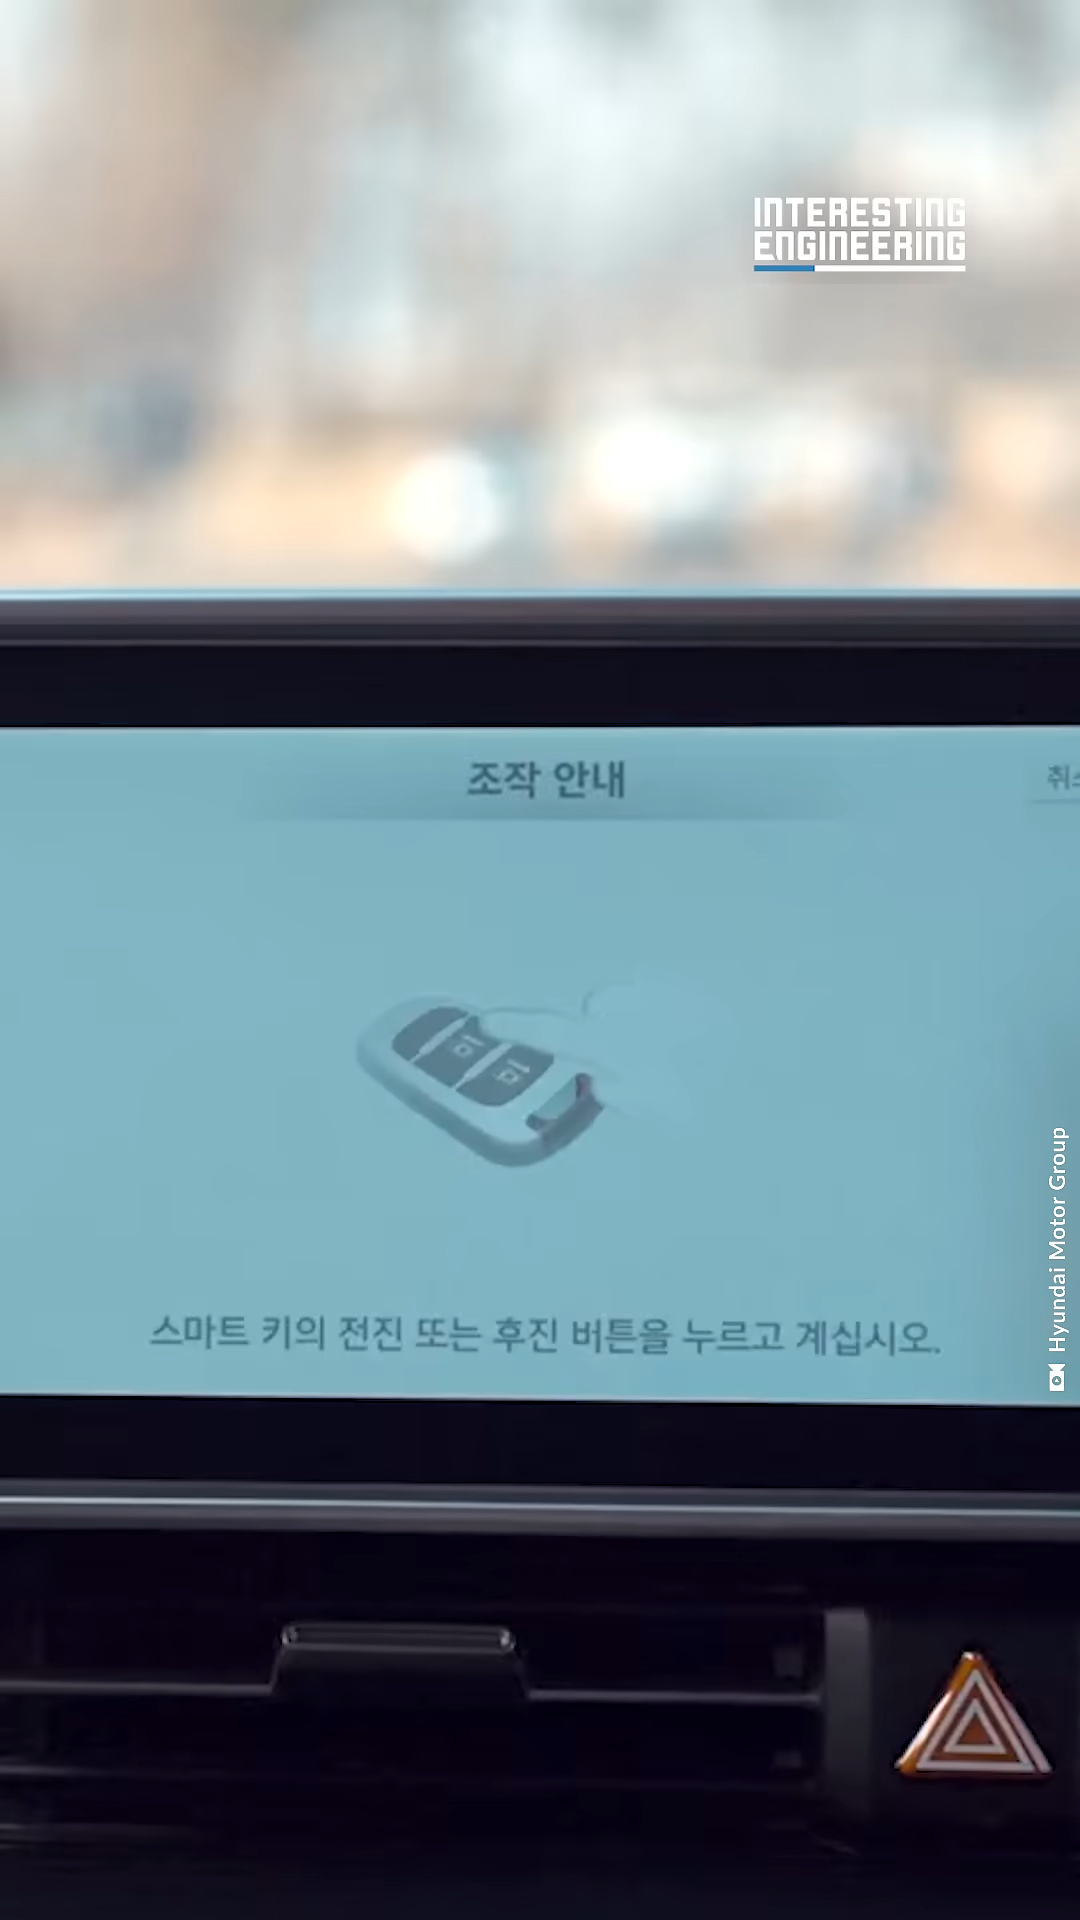 INTERESTING
ENGINEERING
조작 안내
스마트 키의 전진 또는 후진 버튼을 누르고 계십시오.
Hyundai Motor Group